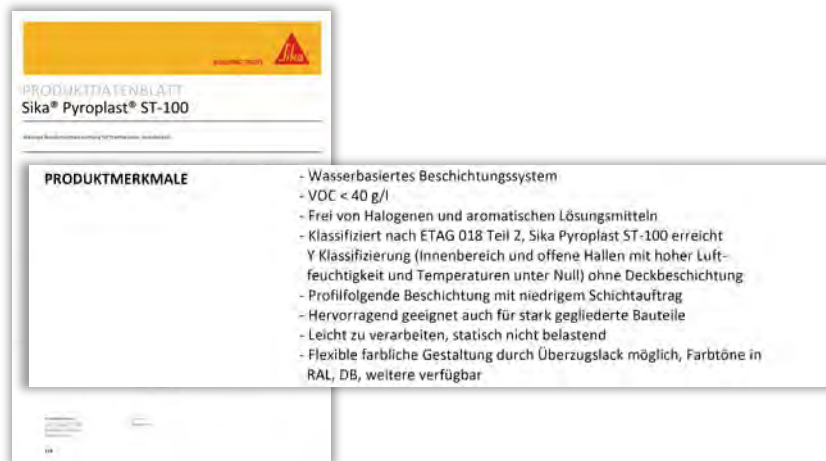 BUILDING TRUST
Sika
PRODUKTDATENBLATT
Sika® Pyroplast® ST-100
PRODUKTMERKMALE
- Wasserbasiertes Beschichtungssystem
- VOC < 40 g/l
- Frei von Halogenen und aromatischen Lösungsmitteln
- Klassifiziert nach ETAG 018 Teil 2, Sika Pyroplast ST-100 erreicht
Y Klassifizierung (Innenbereich und offene Hallen mit hoher Luft-
feuchtigkeit und Temperaturen unter Null) ohne Deckbeschichtung
- Profilfolgende Beschichtung mit niedrigem Schichtauftrag
- Hervorragend geeignet auch für stark gegliederte Bauteile
- Leicht zu verarbeiten, statisch nicht belastend
- Flexible farbliche Gestaltung durch Überzugslack möglich, Farbtöne in
RAL, DB, weitere verfügbar